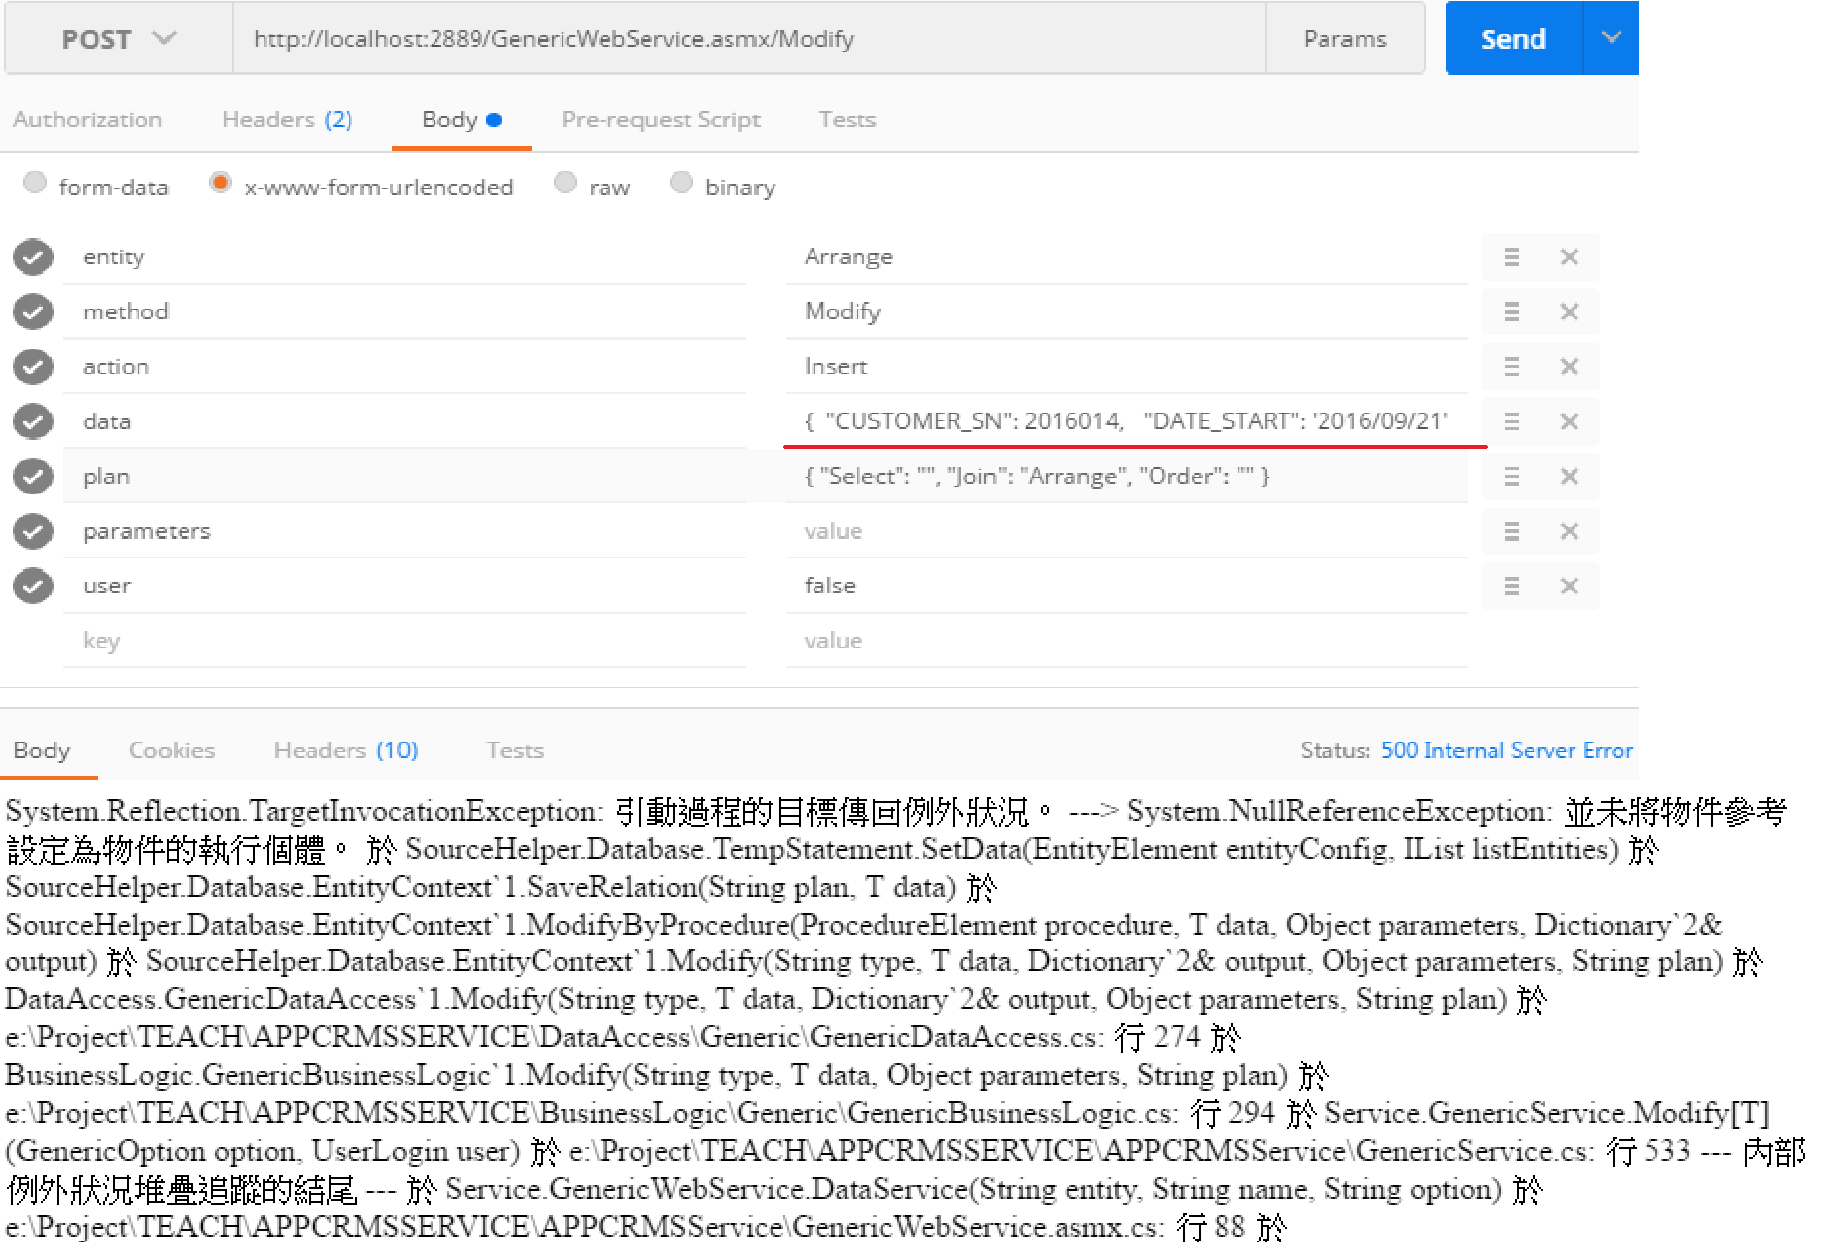 POST http://localhost:2889/GenericWebService.asmx/Modify Params Send
Authorization Headers (2) Body Pre-request Script Tests
form-data x-www-form-urlencoded raw binary
entity Arrange
method Modify
action Insert
data { "CUSTOMER_SN": 2016014, "DATE_START": '2016/09/21'
plan { "Select": "", "Join": "Arrange", "Order": "" }
parameters value
user false
key value
Body Cookies Headers (10) Tests Status: 500 Internal Server Error
System.Reflection.TargetInvocationException: 引動過程的目標傳回例外狀況。 ---> System.NullReferenceException: 並未將物件參考
設定為物件的執行個體。 於 SourceHelper.Database.TempStatement.SetData(EntityElement entityConfig, IList listEntities) 於
SourceHelper.Database.EntityContext`1.SaveRelation(String plan, T data) 於
SourceHelper.Database.EntityContext`1.ModifyByProcedure(ProcedureElement procedure, T data, Object parameters, Dictionary`2&
output) 於 SourceHelper.Database.EntityContext`1.Modify(String type, T data, Dictionary`2& output, Object parameters, String plan) 於
DataAccess.GenericDataAccess`1.Modify(String type, T data, Dictionary`2& output, Object parameters, String plan) 於
e:\Project\TEACH\APPCRMSSERVICE\DataAccess\Generic\GenericDataAccess.cs: 行 274 於
BusinessLogic.GenericBusinessLogic`1.Modify(String type, T data, Object parameters, String plan) 於
e:\Project\TEACH\APPCRMSSERVICE\BusinessLogic\Generic\GenericBusinessLogic.cs: 行 294 於 Service.GenericService.Modify[T]
(GenericOption option, UserLogin user) 於 e:\Project\TEACH\APPCRMSSERVICE\APPCRMSService\GenericService.cs: 行 533 --- 內部
例外狀況堆疊追蹤的結尾 --- 於 Service.GenericWebService.DataService(String entity, String name, String option) 於
e:\Project\TEACH\APPCRMSSERVICE\APPCRMSService\GenericWebService.asmx.cs: 行 88 於